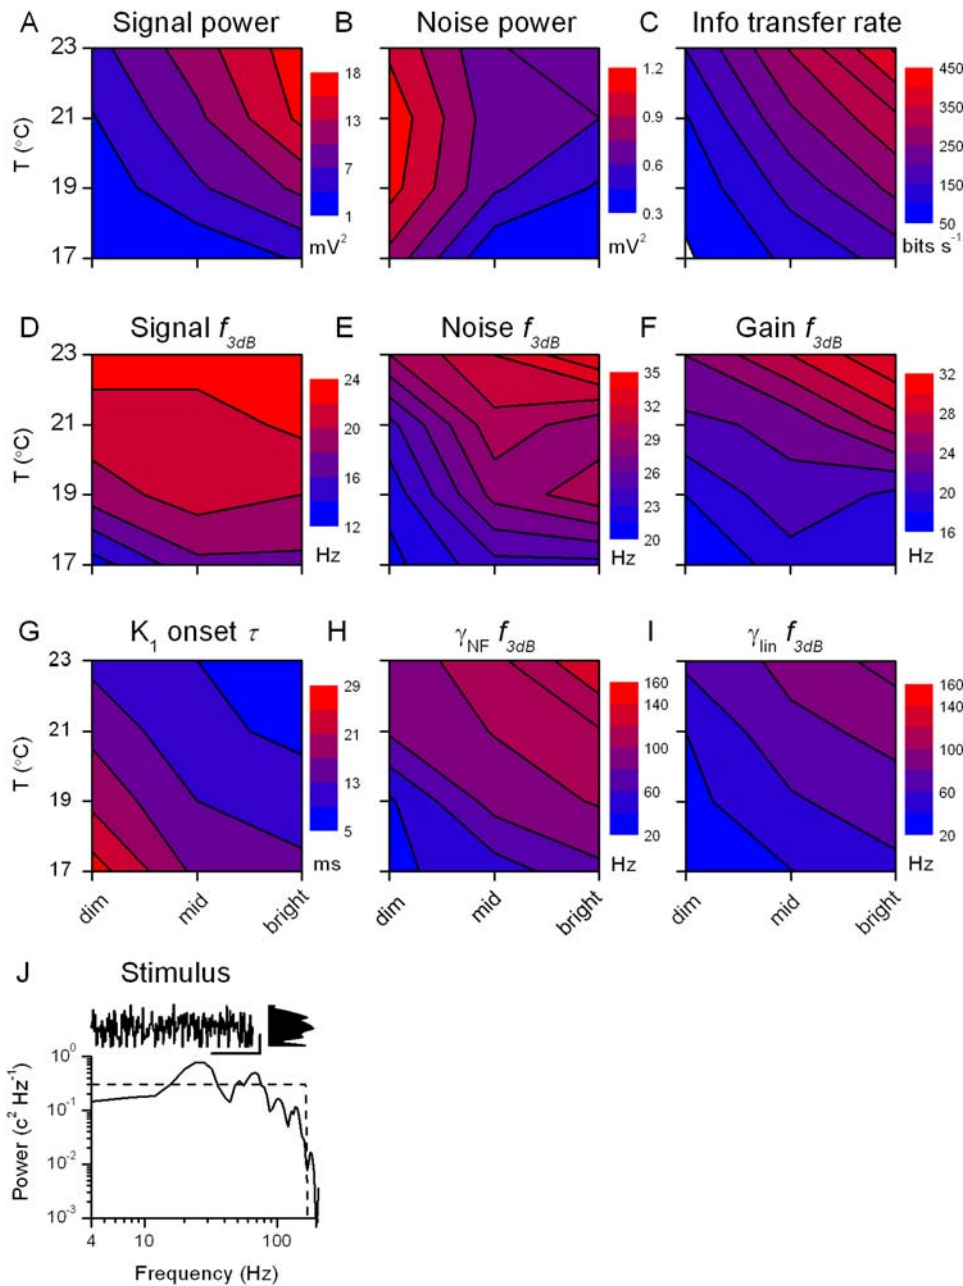 A Signal power B Noise power C Info transfer rate
23 21 19 17
T (°C)
18 13 7 1
mV²
1.2 0.9 0.6 0.3
mV²
450 350 250 150 50
bits s⁻¹
D Signal f3dB E Noise f3dB F Gain f3dB
23 21 19 17
T (°C)
24 20 16 12
Hz
35 32 29 26 23 20
Hz
32 28 24 20 16
Hz
G K₁ onset τ H γNF f3dB I γlin f3dB
23 21 19 17
T (°C)
29 21 13 5
ms
160 140 100 60 20
Hz
160 140 100 60 20
Hz
dim mid bright
dim mid bright
dim mid bright
J Stimulus
Power (c² Hz⁻¹)
10⁰
10⁻¹
10⁻²
10⁻³
4 10 100
Frequency (Hz)